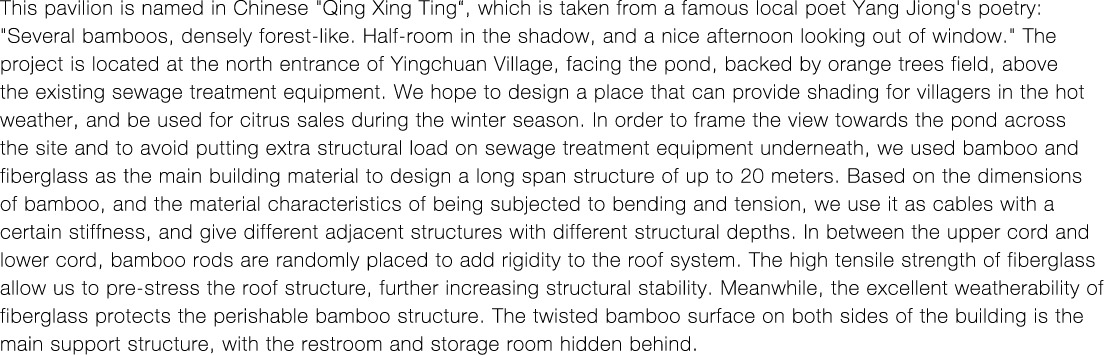 This pavilion is named in Chinese "Qing Xing Ting“, which is taken from a famous local poet Yang Jiong's poetry:
"Several bamboos, densely forest-like. Half-room in the shadow, and a nice afternoon looking out of window." The
project is located at the north entrance of Yingchuan Village, facing the pond, backed by orange trees field, above
the existing sewage treatment equipment. We hope to design a place that can provide shading for villagers in the hot
weather, and be used for citrus sales during the winter season. In order to frame the view towards the pond across
the site and to avoid putting extra structural load on sewage treatment equipment underneath, we used bamboo and
fiberglass as the main building material to design a long span structure of up to 20 meters. Based on the dimensions
of bamboo, and the material characteristics of being subjected to bending and tension, we use it as cables with a
certain stiffness, and give different adjacent structures with different structural depths. In between the upper cord and
lower cord, bamboo rods are randomly placed to add rigidity to the roof system. The high tensile strength of fiberglass
allow us to pre-stress the roof structure, further increasing structural stability. Meanwhile, the excellent weatherability of
fiberglass protects the perishable bamboo structure. The twisted bamboo surface on both sides of the building is the
main support structure, with the restroom and storage room hidden behind.